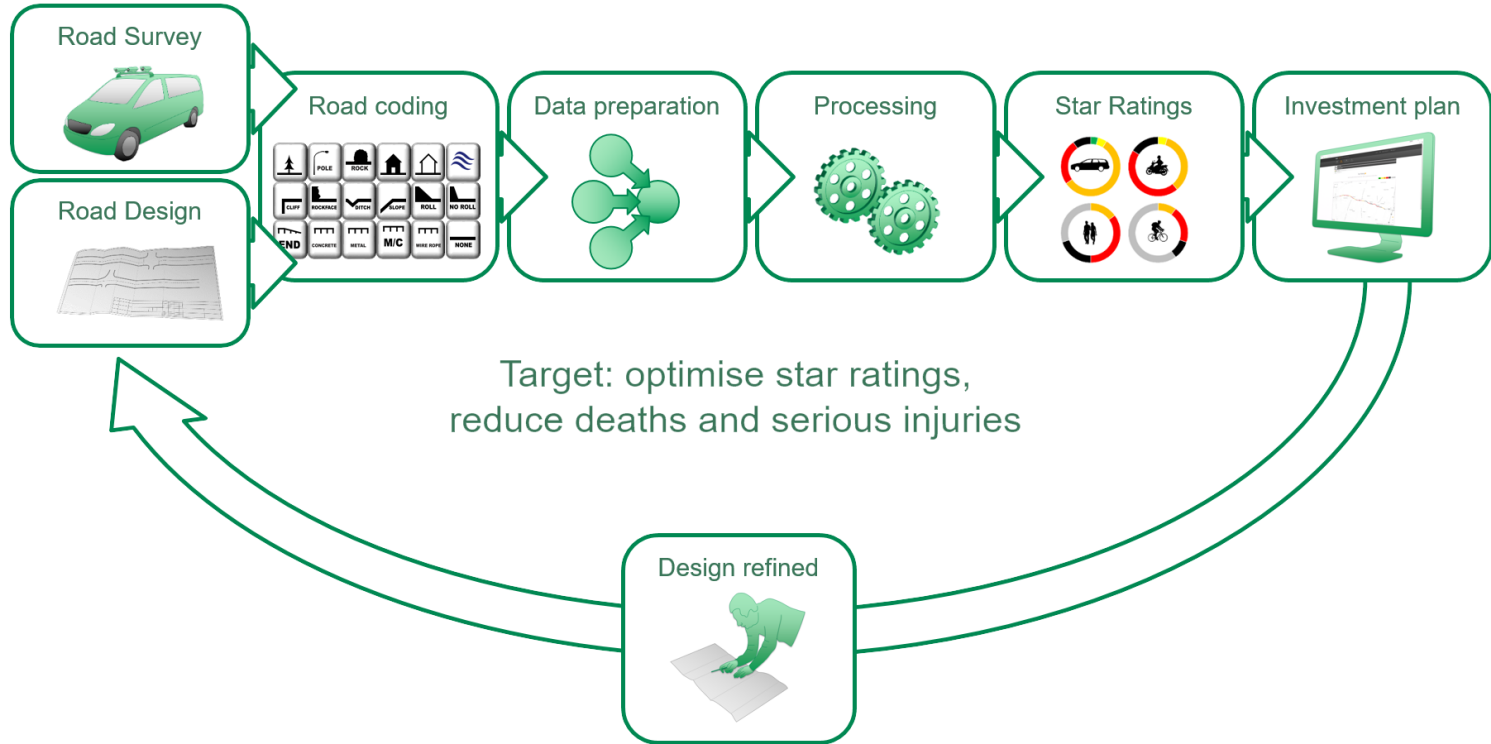 Road Survey
Road Design
Road coding
POLE
ROCK
CLIFF
ROCKFACE
DITCH
SLOPE
ROLL
NO ROLL
END
CONCRETE
METAL
M/C
WIRE ROPE
NONE
Data preparation
Processing
Star Ratings
Investment plan
Target: optimise star ratings,
reduce deaths and serious injuries
Design refined